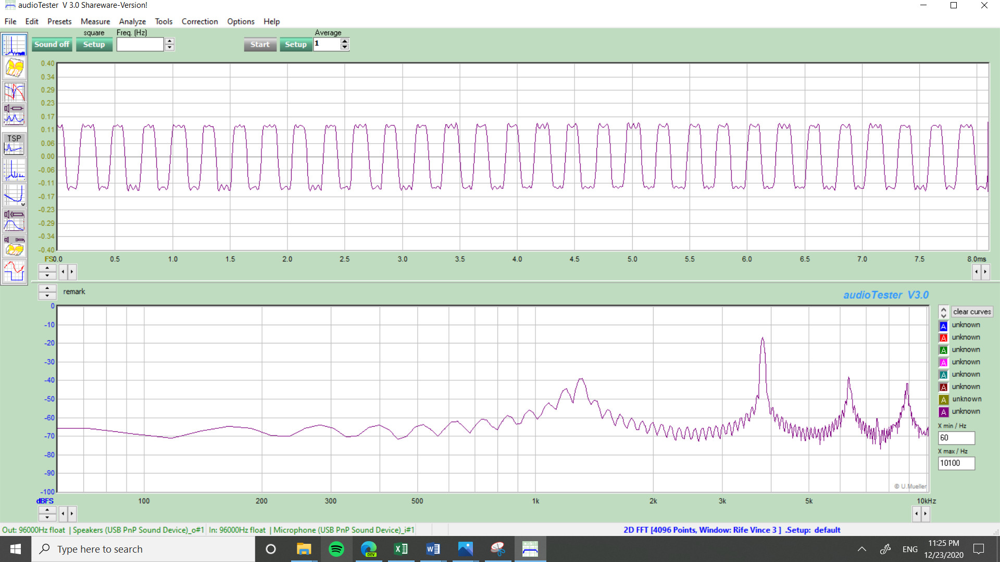 audioTester V 3.0 Shareware-Version!
File Edit Presets Measure Analyze Tools Correction Options Help
square Freq. (Hz) Average
Sound off Setup Start Setup 1
0.40
0.34
0.29
0.23
0.17
0.11
0.06
0.00
-0.06
-0.11
-0.17
-0.23
-0.29
-0.34
-0.40
TSP
FS 0.0 0.5 1.0 1.5 2.0 2.5 3.0 3.5 4.0 4.5 5.0 5.5 6.0 6.5 7.0 7.5 8.0ms
remark audioTester V3.0
0
-10
-20
-30
-40
-50
-60
-70
-80
-90
-100
clear curves
A unknown
A unknown
A unknown
A unknown
A unknown
A unknown
A unknown
A unknown
X min / Hz
60
X max / Hz
10100
© U.Mueller
dBFS 100 200 300 500 1k 2k 3k 5k 10kHz
Out: 96000Hz float | Speakers (USB PnP Sound Device)_o#1 In: 96000Hz float | Microphone (USB PnP Sound Device)_i#1 2D FFT [4096 Points, Window: Rife Vince 3 ] .Setup: default
Type here to search
DEV
ENG
11:25 PM
12/23/2020